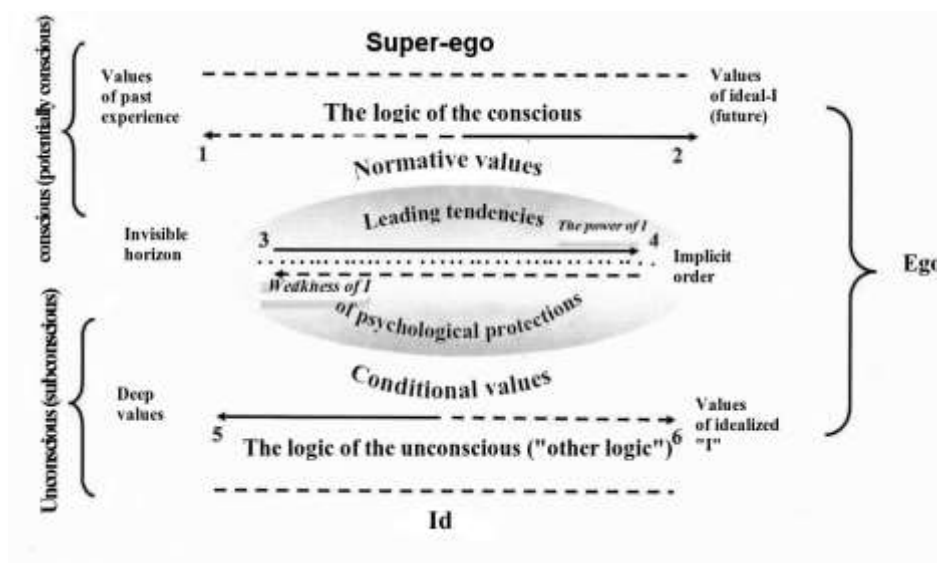 Super-ego
conscious (potentially conscious)
Values
of past
experience
Values
of ideal-I
(future)
The logic of the conscious
1
2
Normative values
Leading tendencies
The power of I
3
4
Invisible
horizon
Implicit
order
Ego
Wedkness of I
of psychological protections
Unconscious (subconscious)
Conditional values
Deep
values
Values
of idealized
"I"
5
6
The logic of the unconscious ("other logic")
Id